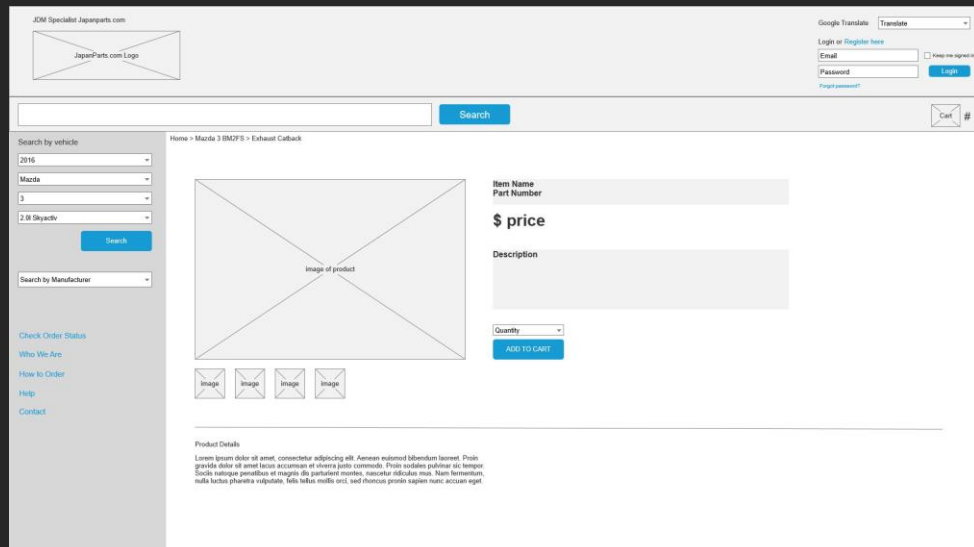 JDM Specialist Japanparts.com
JapanParts.com Logo
Google Translate
Translate
Login or Register here
Email
Keep me signed in
Password
Login
Forgot password?
Search
Cart
#
Search by vehicle
2016
Mazda
3
2.0l Skyactiv
Search
Search by Manufacturer
Check Order Status
Who We Are
How to Order
Help
Contact
Home > Mazda 3 BM2FS > Exhaust Catback
image of product
image
image
image
image
Item Name
Part Number
$ price
Description
Quantity
ADD TO CART
Product Details
Lorem ipsum dolor sit amet, consectetur adipiscing elit. Aenean euismod bibendum laoreet. Proin
gravida dolor sit amet lacus accumsan et viverra justo commodo. Proin sodales pulvinar sic tempor.
Sociis natoque penatibus et magnis dis parturient montes, nascetur ridiculus mus. Nam fermentum,
nulla luctus pharetra vulputate, felis tellus mollis orci, sed rhoncus pronin sapien nunc accuan eget.